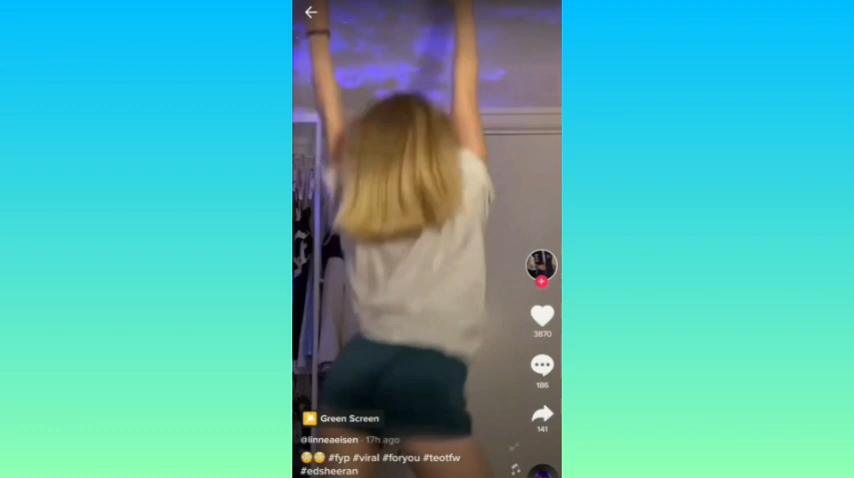 3870
186
141
Green Screen
@linneaeisen · 17h ago
😳😳 #fyp #viral #foryou #teotfw
#edsheeran